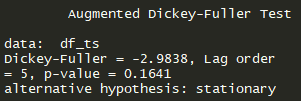 Augmented Dickey-Fuller Test
data:  df_ts
Dickey-Fuller = -2.9838, Lag order
= 5, p-value = 0.1641
alternative hypothesis: stationary